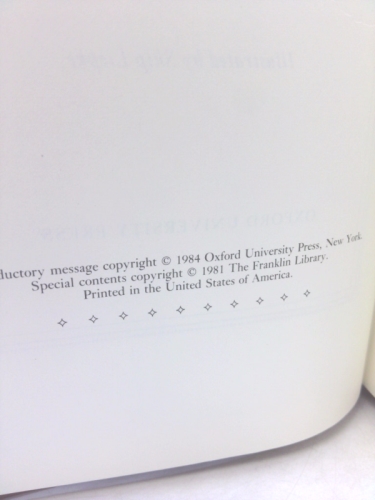 ductory message copyright © 1984 Oxford University Press, New York.
Special contents copyright © 1981 The Franklin Library.
Printed in the United States of America.